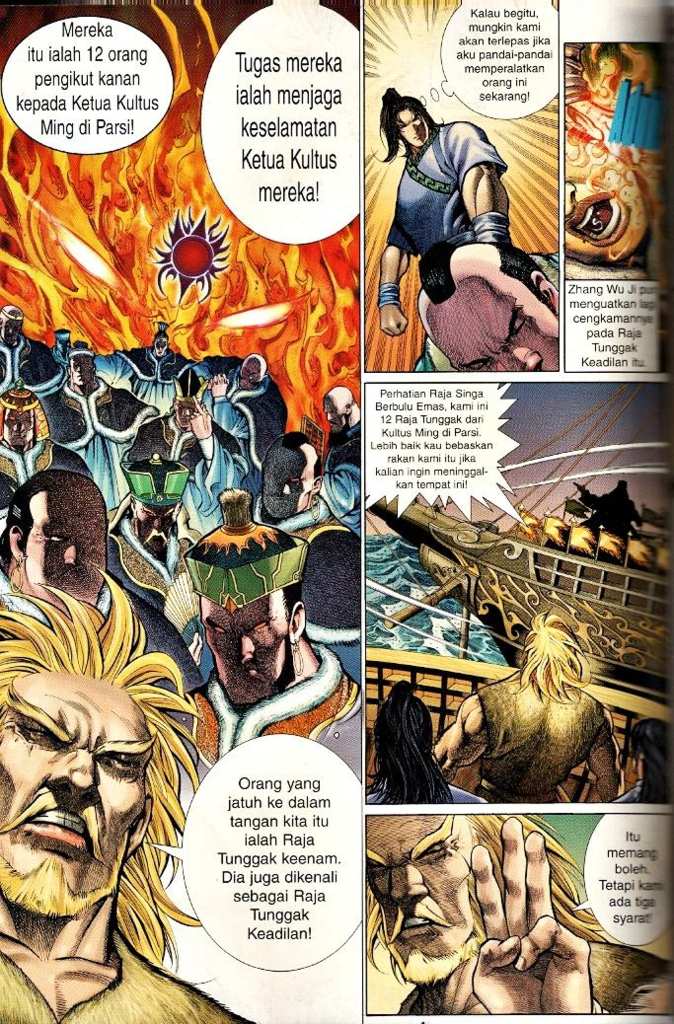 Mereka
itu ialah 12 orang
pengikut kanan
kepada Ketua Kultus
Ming di Parsi!
Tugas mereka
ialah menjaga
keselamatan
Ketua Kultus
mereka!
Orang yang
jatuh ke dalam
tangan kita itu
ialah Raja
Tunggak keenam.
Dia juga dikenali
sebagai Raja
Tunggak
Keadilan!
Kalau begitu,
mungkin kami
akan terlepas jika
aku pandai-pandai
memperalatkan
orang ini
sekarang!
Zhang Wu Ji
menguatkan
cengkamannya
pada Raja
Tunggak
Keadilan itu.
Perhatian Raja Singa
Berbulu Emas, kami ini
12 Raja Tunggak dari
Kultus Ming di Parsi.
Lebih baik kau bebaskan
rakan kami itu jika
kalian ingin meninggal-
kan tempat ini!
Itu
memang
boleh.
Tetapi kami
ada tiga
syarat!